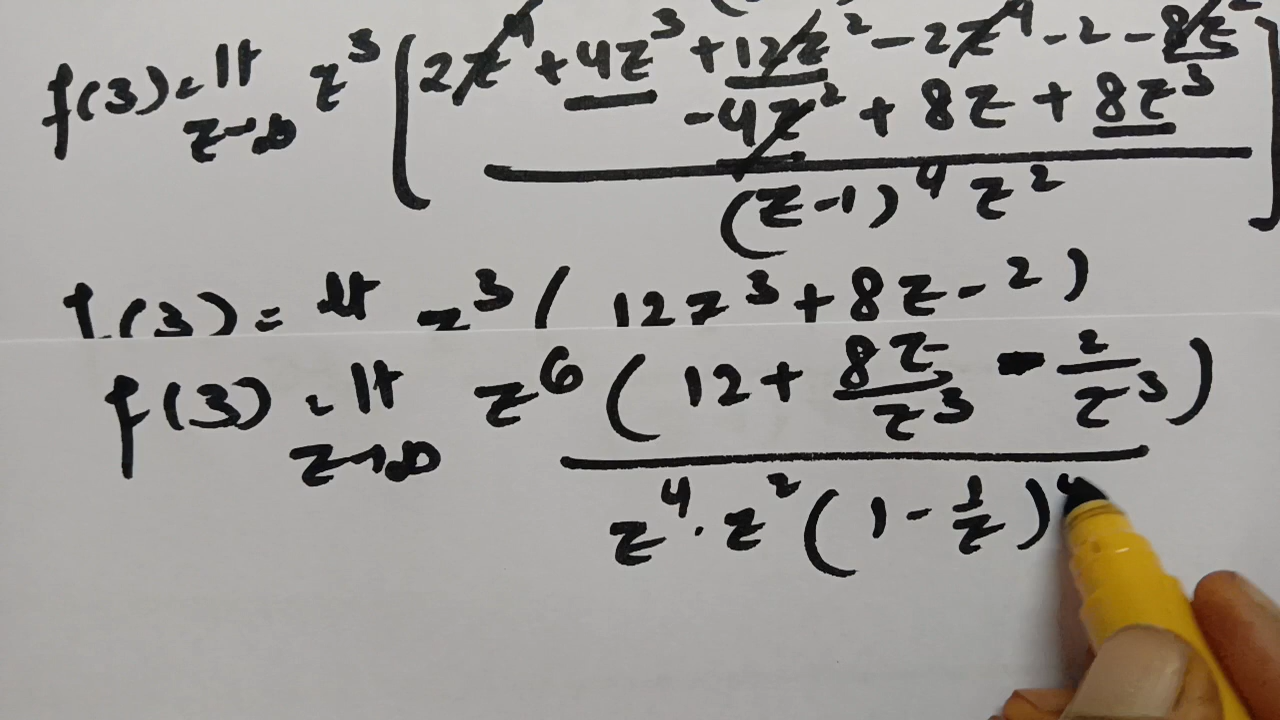 f(3) = lt z→∞ z³ [ 2z⁴ + 4z³ + 12z² - 2z⁴ - 2 - 8z²
- 4z² + 8z + 8z³ ]
(z-1)⁴ z²
f(3) = lt z³ ( 12z³ + 8z - 2 )
f(3) = lt z→∞ z⁶ ( 12 + 8z/z³ - 2/z³ )
z⁴ . z² ( 1 - 1/z )⁴